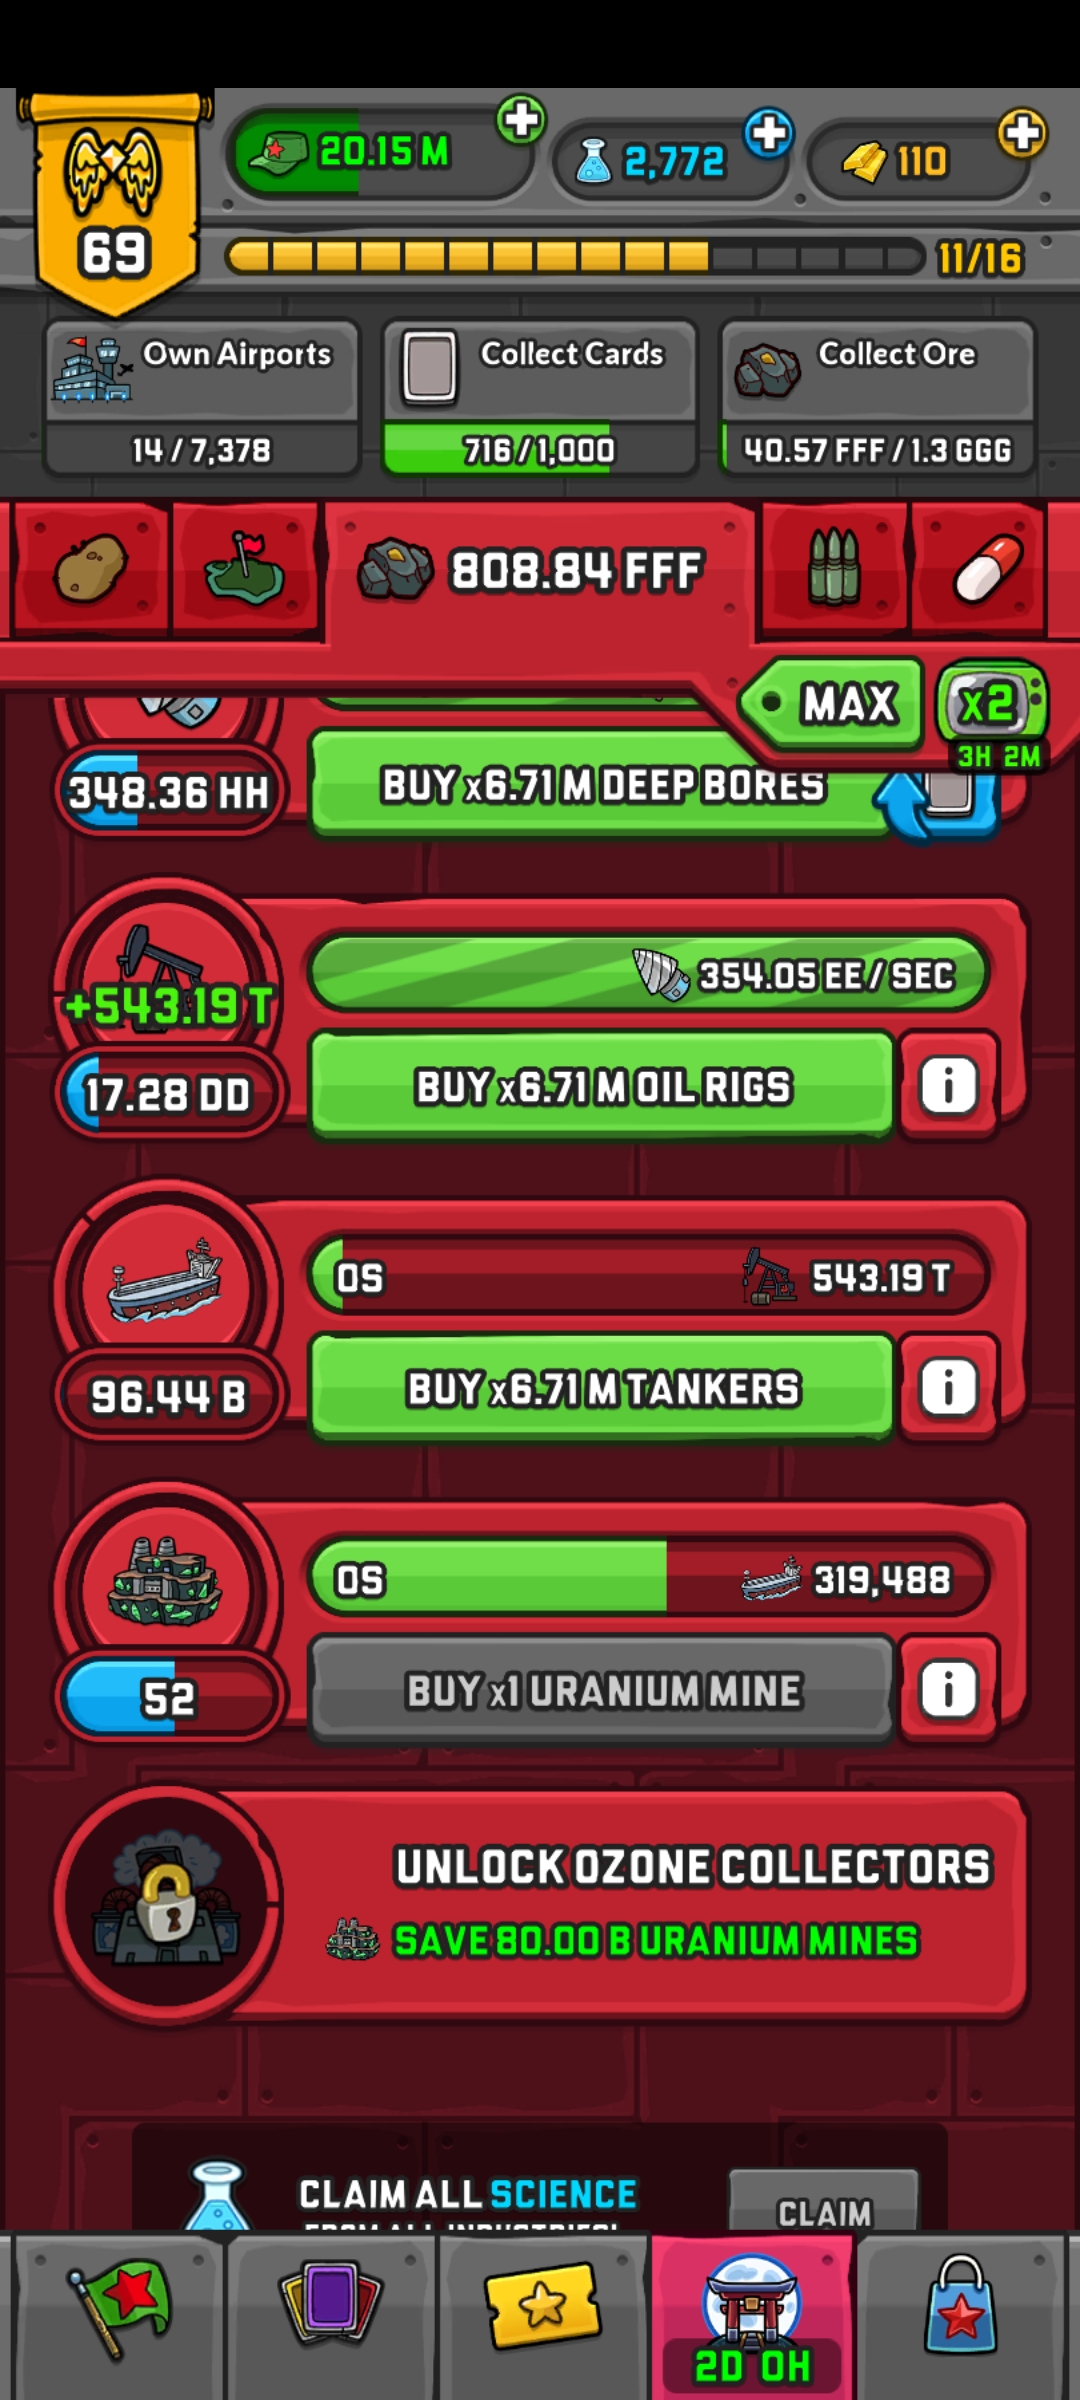 20.15 M
2,772
110
69
11/16
Own Airports
Collect Cards
Collect Ore
14 / 7,378
716 / 1,000
40.57 FFF / 1.3 GGG
808.84 FFF
MAX
x2
3H 2M
348.36 HH
BUY x6.71 M DEEP BORES
354.05 EE / SEC
+543.19 T
17.28 DD
BUY x6.71 M OIL RIGS
i
0S
543.19 T
96.44 B
BUY x6.71 M TANKERS
i
0S
319,488
52
BUY x1 URANIUM MINE
i
UNLOCK OZONE COLLECTORS
SAVE 80.00 B URANIUM MINES
CLAIM ALL SCIENCE
FROM ALL INDUSTRIES!
CLAIM
2D 0H